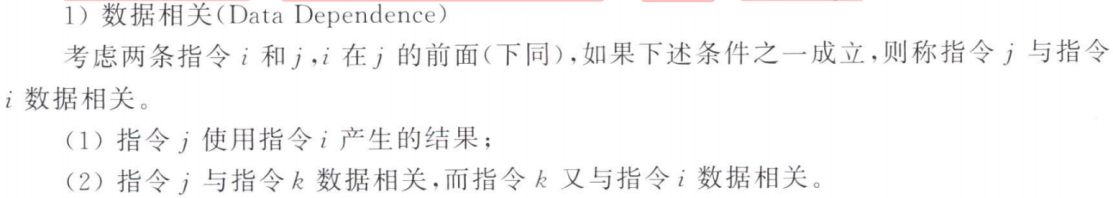 1) 数据相关(Data Dependence)
考虑两条指令 i 和 j,i 在 j 的前面(下同),如果下述条件之一成立,则称指令 j 与指令
i 数据相关。
(1) 指令 j 使用指令 i 产生的结果;
(2) 指令 j 与指令 k 数据相关,而指令 k 又与指令 i 数据相关。